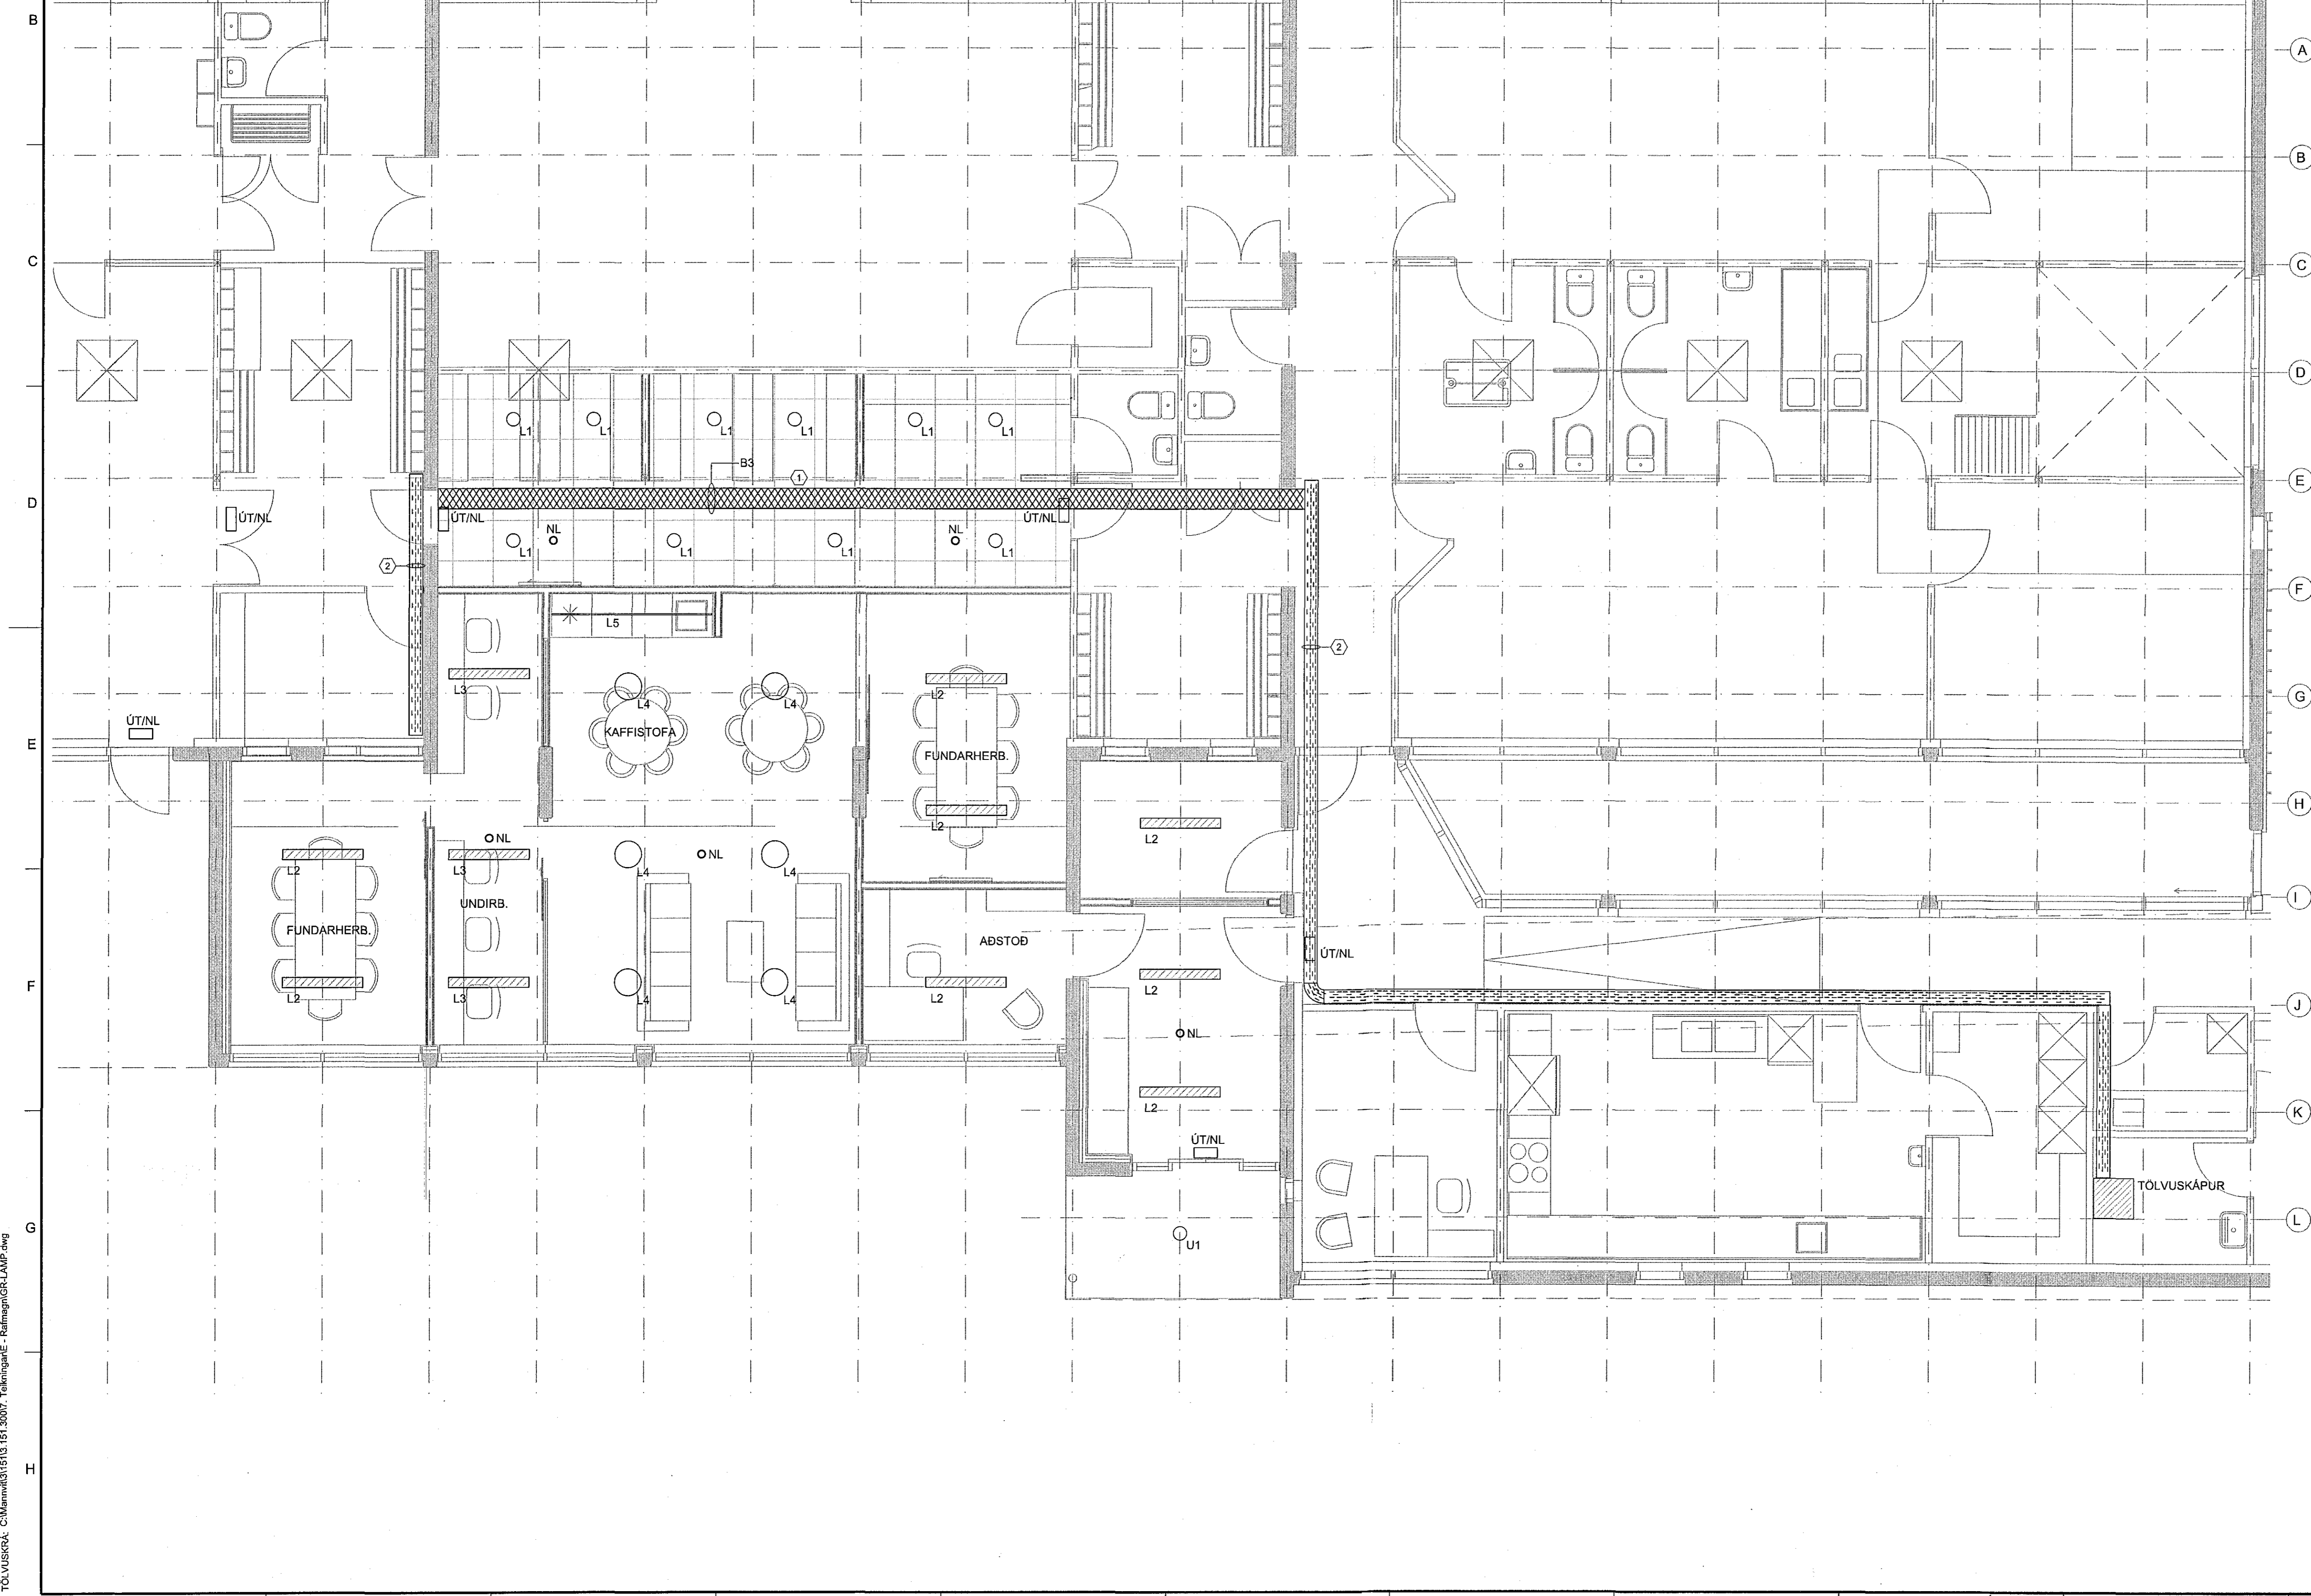 B
A
B
C
C
D
L1
L1
L1
L1
L1
L1
B3
1
E
D
ÚT/NL
ÚT/NL
ÚT/NL
NL
NL
L1
L1
L1
L1
2
F
L5
2
L3
L2
G
L4
L4
ÚT/NL
KAFFISTOFA
E
FUNDARHERB.
H
L2
L2
NL
NL
L2
L3
L4
L4
I
UNDIRB.
FUNDARHERB.
AÐSTOÐ
ÚT/NL
F
L2
L3
L4
L4
L2
L2
J
NL
L2
K
ÚT/NL
TÖLVUSKÁPUR
L
G
U1
H
TÖLVUSKRÁ: C:\Mannvit\3\151\3.151.300\7. Teikningar\E - Rafmagn\GR-LAMP.dwg